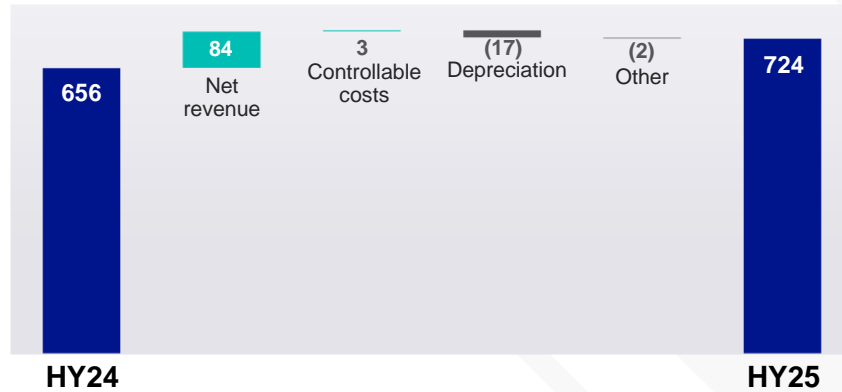 656
84
Net
revenue
3
Controllable
costs
(17)
Depreciation
(2)
Other
724
HY24
HY25